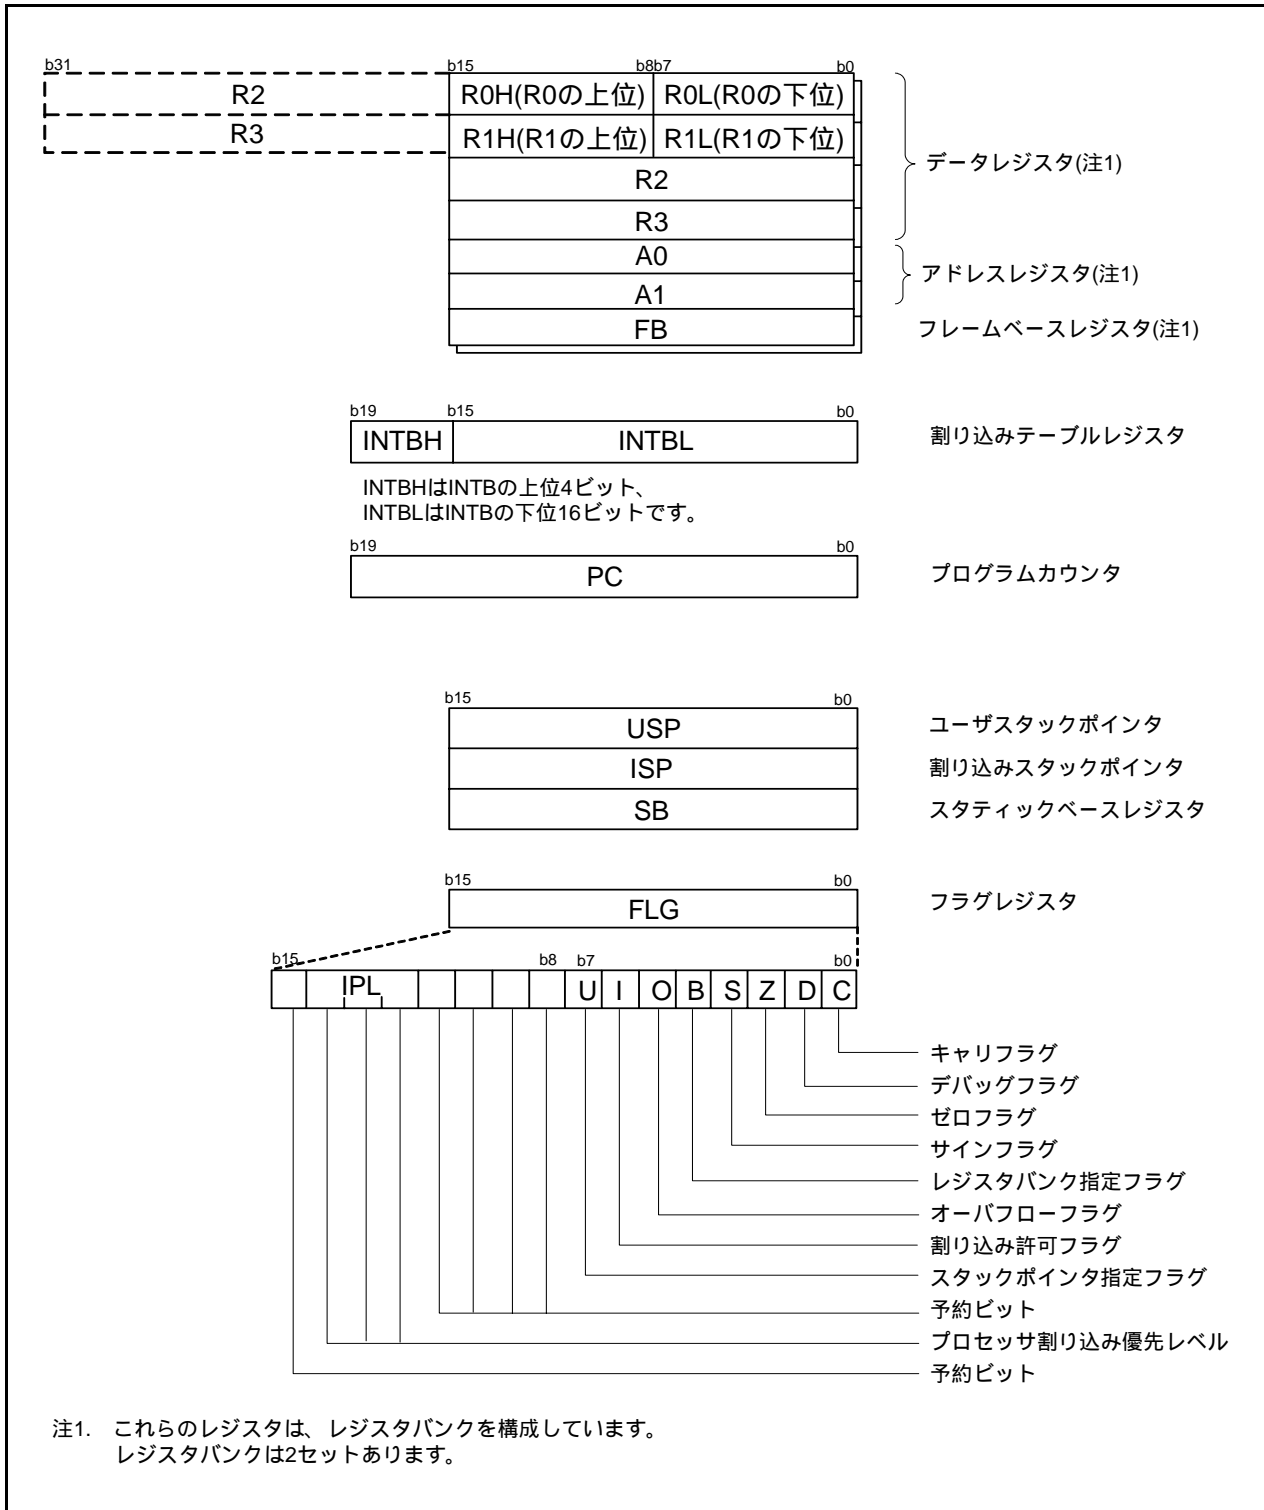 b31 b15 b8b7 b0
R2 R0H(R0の上位) R0L(R0の下位)
R3 R1H(R1の上位) R1L(R1の下位)
データレジスタ(注1)
R2
R3
A0
アドレスレジスタ(注1)
A1
FB フレームベースレジスタ(注1)
b19 b15 b0
INTBH INTBL 割り込みテーブルレジスタ
INTBHはINTBの上位4ビット、
INTBLはINTBの下位16ビットです。
b19 b0
PC プログラムカウンタ
b15 b0
USP ユーザスタックポインタ
ISP 割り込みスタックポインタ
SB スタティックベースレジスタ
b15 b0
FLG フラグレジスタ
b15 b8 b7 b0
IPL U I O B S Z D C
キャリフラグ
デバッグフラグ
ゼロフラグ
サインフラグ
レジスタバンク指定フラグ
オーバフローフラグ
割り込み許可フラグ
スタックポインタ指定フラグ
予約ビット
プロセッサ割り込み優先レベル
予約ビット
注1. これらのレジスタは、レジスタバンクを構成しています。
レジスタバンクは2セットあります。